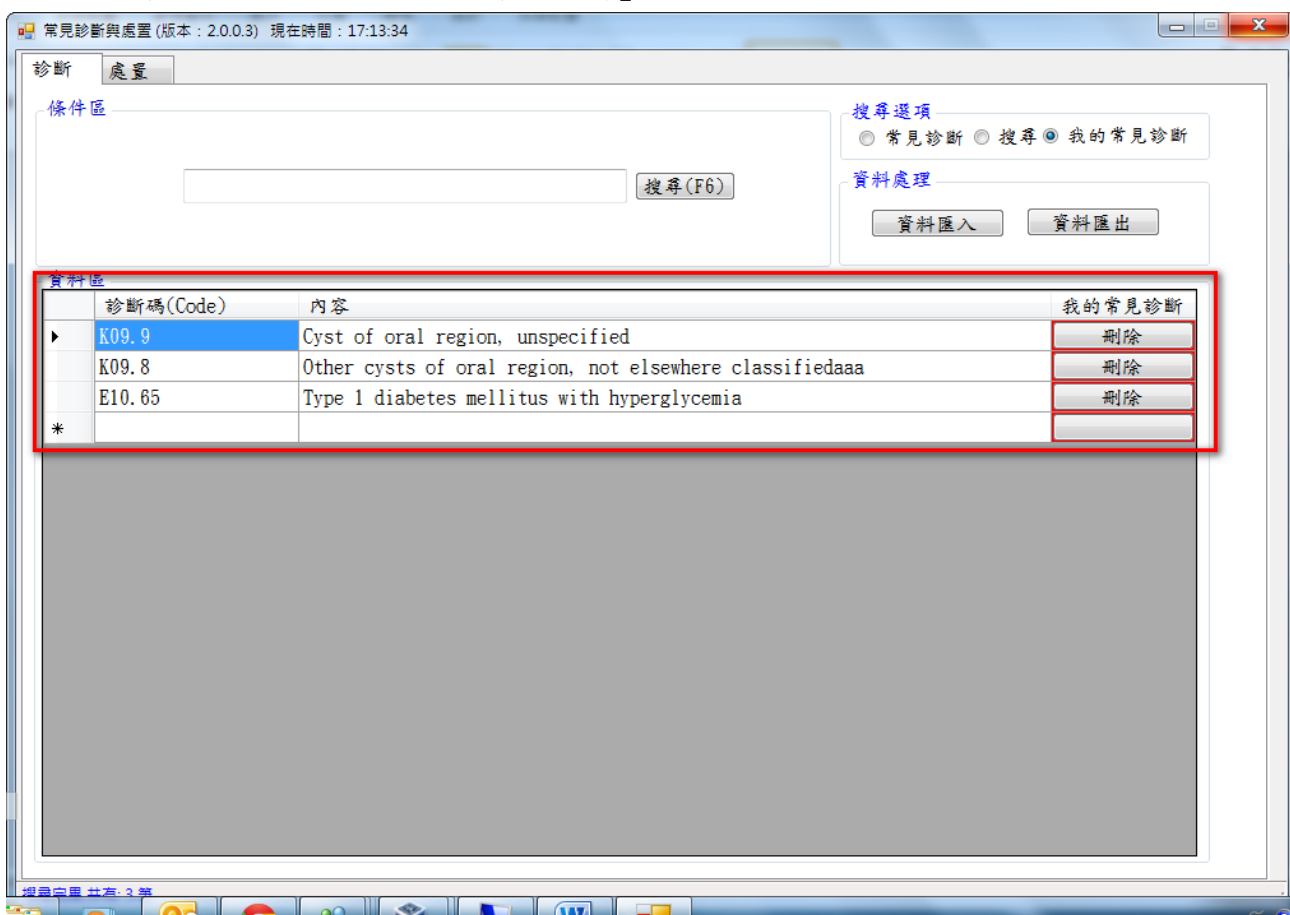 常見診斷與處置 (版本：2.0.0.3) 現在時間：17:13:34
診斷 處置
條件區
搜尋選項
常見診斷 搜尋 我的常見診斷
搜尋(F6)
資料處理
資料匯入 資料匯出
資料區
診斷碼(Code) 內容 我的常見診斷
K09.9 Cyst of oral region, unspecified 刪除
K09.8 Other cysts of oral region, not elsewhere classifiedaaa 刪除
E10.65 Type 1 diabetes mellitus with hyperglycemia 刪除
*
共有: 3 筆